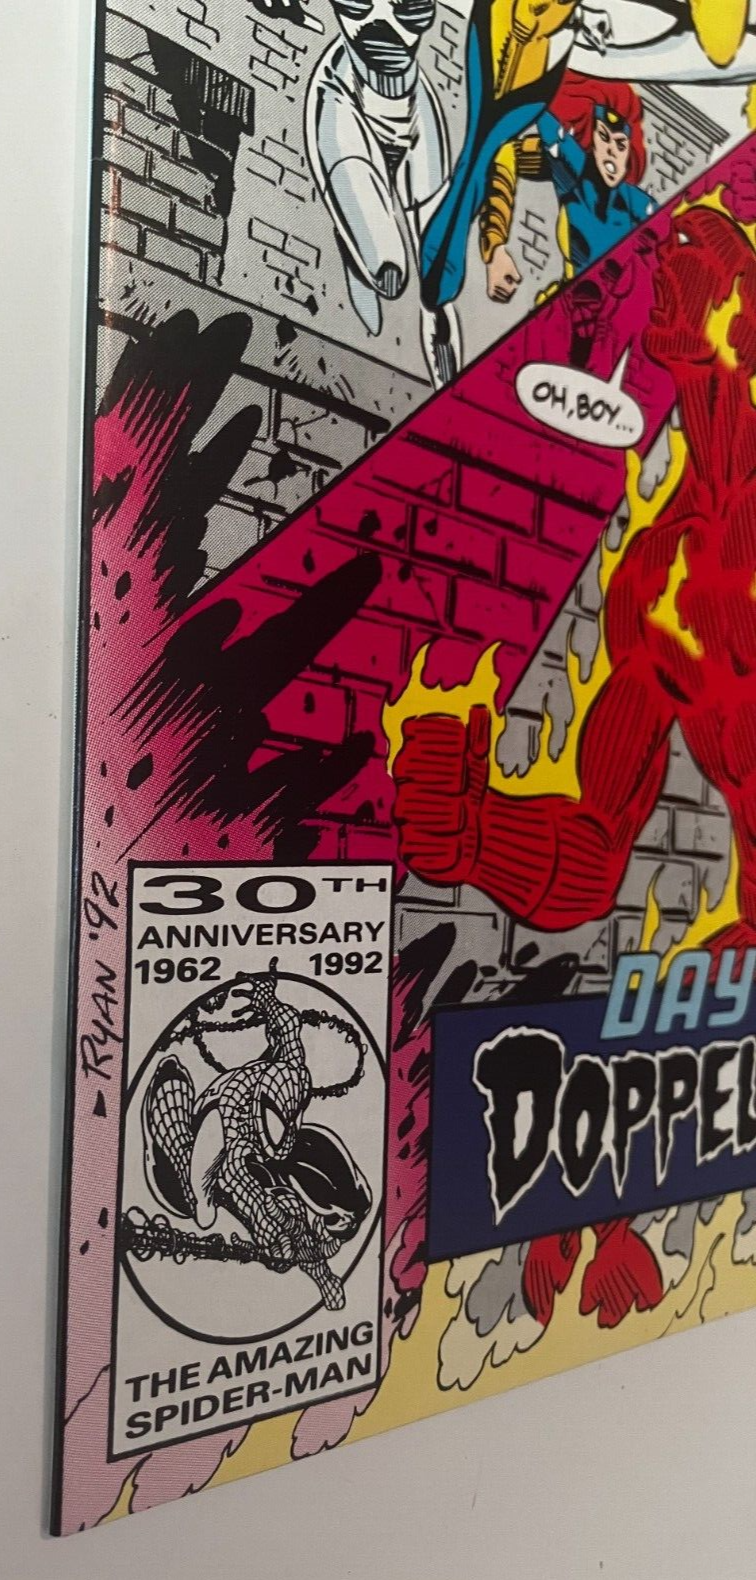 OH, BOY...
30TH
ANNIVERSARY
1962 1992
RYAN '92
DAY
DOPPEL
THE AMAZING
SPIDER-MAN